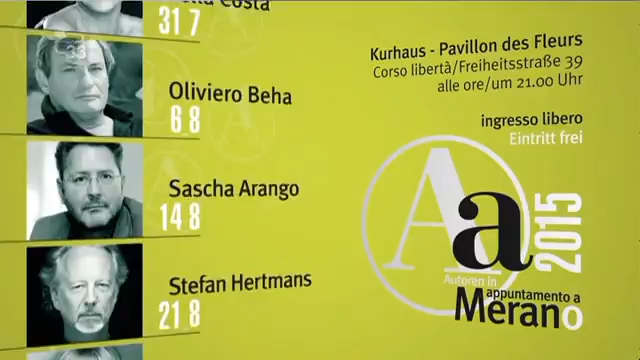 Costa
31 7
Oliviero Beha
6 8
Sascha Arango
14 8
Stefan Hertmans
21 8
Kurhaus - Pavillon des Fleurs
Corso libertà/Freiheitsstraße 39
alle ore/um 21.00 Uhr
ingresso libero
Eintritt frei
Aa
2015
Autoren in
appuntamento a
Merano